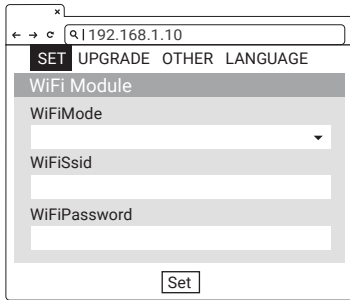 192.168.1.10
SET UPGRADE OTHER LANGUAGE
WiFi Module
WiFiMode
WiFiSsid
WiFiPassword
Set